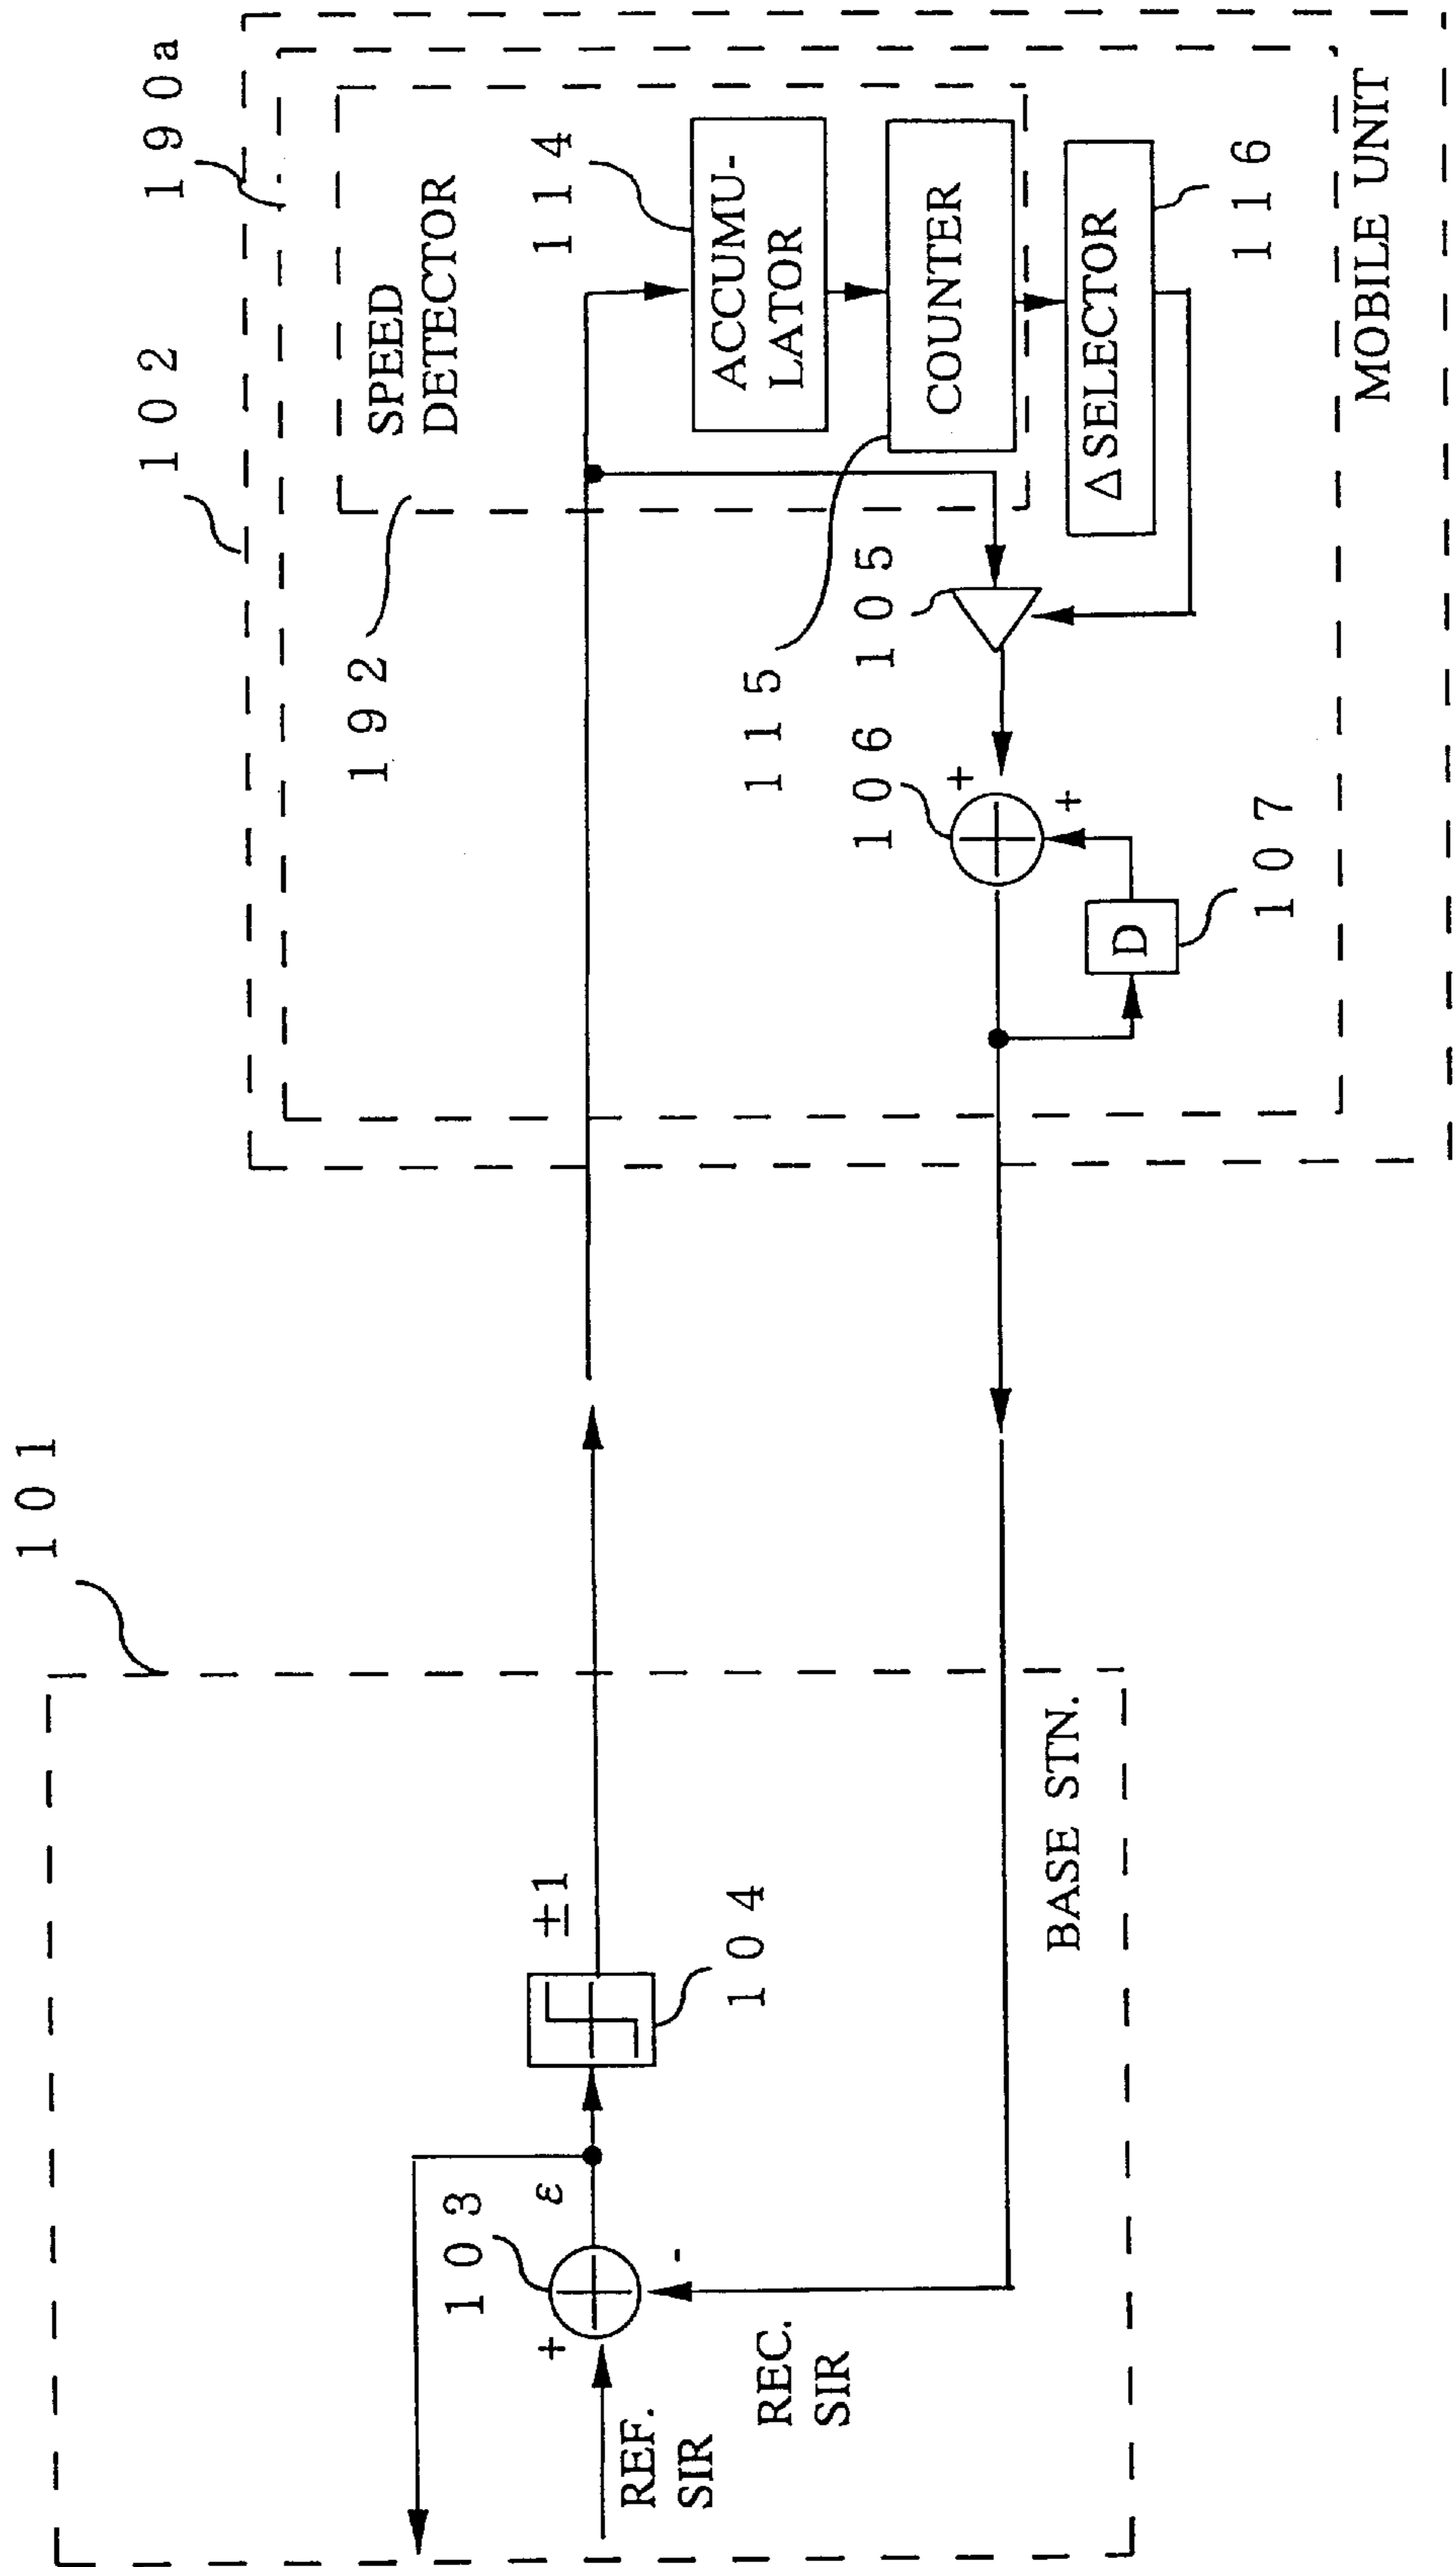 101
102
190a
192
SPEED
DETECTOR
114
ACCUMU-
LATOR
COUNTER
115
Δ SELECTOR
116
105
106
+
+
D
107
MOBILE UNIT
±1
104
103
ε
+
-
REF.
SIR
REC.
SIR
BASE STN.